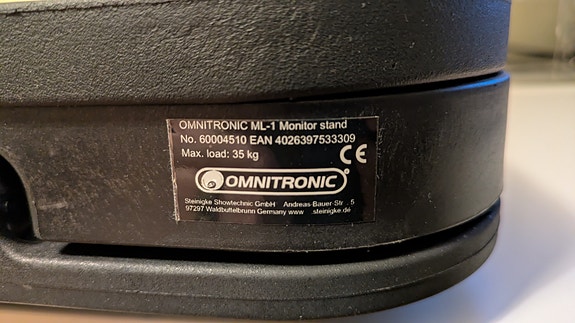 OMNITRONIC ML-1 Monitor stand
No. 60004510 EAN 4026397533309
Max. load: 35 kg
CE
OMNITRONIC
Steinigke Showtechnic GmbH Andreas-Bauer-Str . 5
97297 Waldbuttelbrunn Germany www .steinigke.de